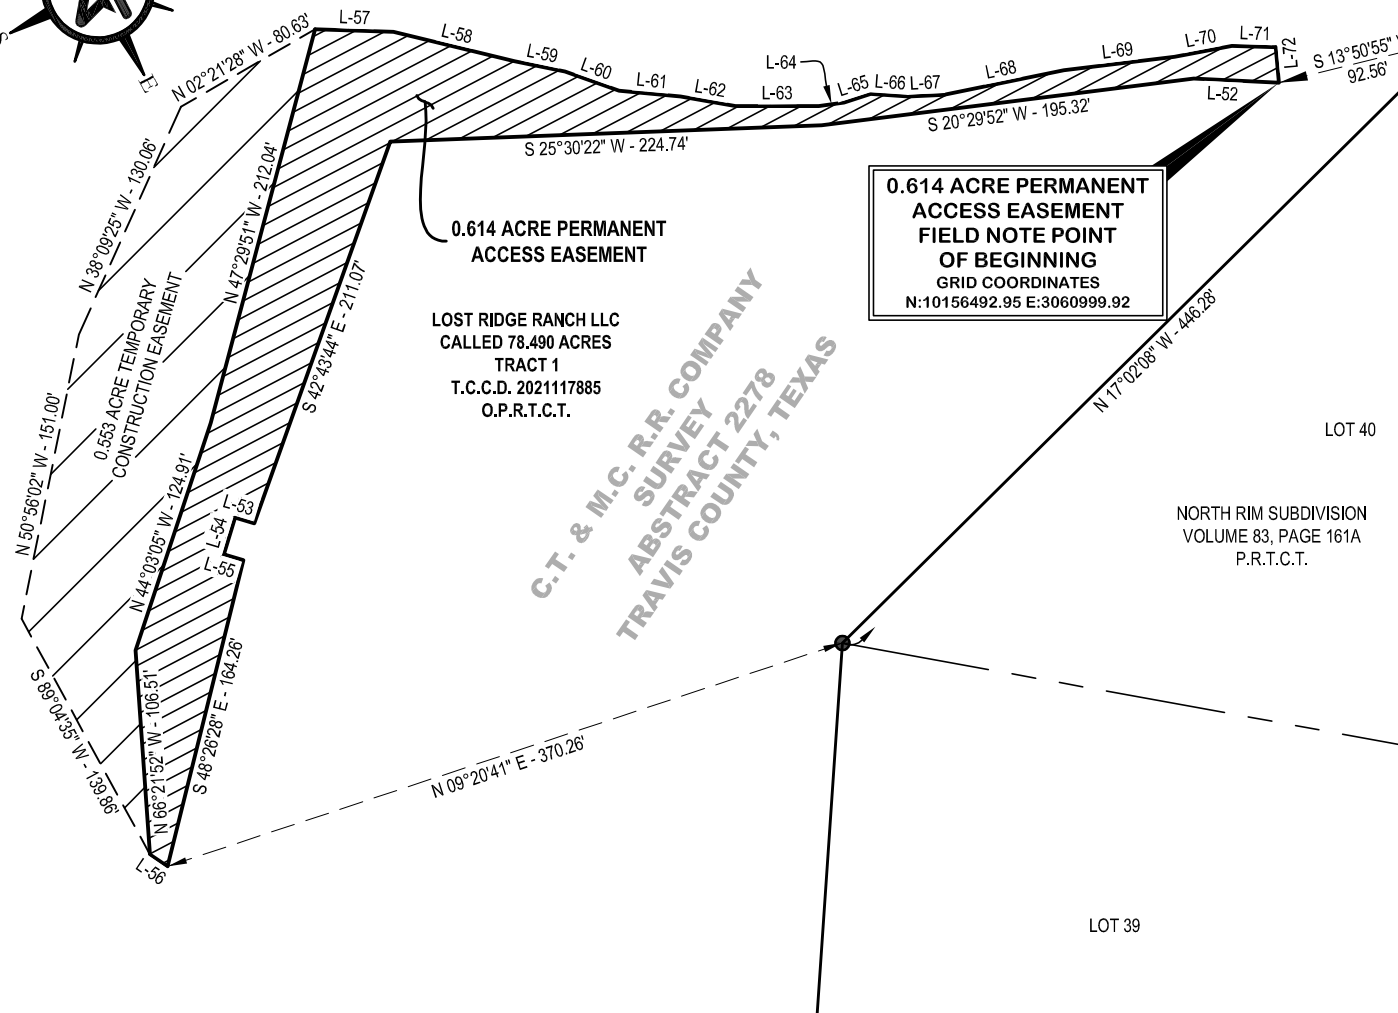 S
E
L-57
L-58
L-59
L-60
L-61
L-62
L-63
L-64
L-65
L-66
L-67
L-68
L-69
L-70
L-71
L-72
S 13°50'55"
92.56'
L-52
N 02°21'28" W - 80.63'
N 38°09'25" W - 130.06'
N 47°29'51" W - 212.04'
S 25°30'22" W - 224.74'
S 20°29'52" W - 195.32'
0.614 ACRE PERMANENT
ACCESS EASEMENT
FIELD NOTE POINT
OF BEGINNING
GRID COORDINATES
N:10156492.95 E:3060999.92
0.614 ACRE PERMANENT
ACCESS EASEMENT
LOST RIDGE RANCH LLC
CALLED 78.490 ACRES
TRACT 1
T.C.C.D. 2021117885
O.P.R.T.C.T.
S 42°43'44" E - 211.07'
0.553 ACRE TEMPORARY
CONSTRUCTION EASEMENT
N 50°56'02" W - 151.00'
N 44°03'05" W - 124.91'
L-53
L-54
L-55
C.T. & M.C. R.R. COMPANY
SURVEY
ABSTRACT 2278
TRAVIS COUNTY, TEXAS
N 17°02'08" W - 446.28'
LOT 40
NORTH RIM SUBDIVISION
VOLUME 83, PAGE 161A
P.R.T.C.T.
S 89°04'35" W - 139.86'
N 66°21'52" W - 106.51'
S 48°26'28" E - 164.26'
N 09°20'41" E - 370.26'
L-56
LOT 39